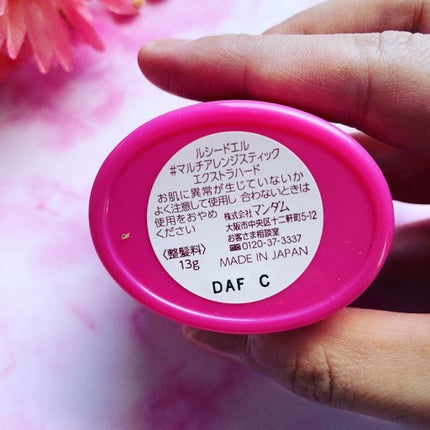 ルシードエル
#マルチアレンジスティック
エクストラハード
お肌に異常が生じていないか
よく注意して使用し 合わないときは
使用をおやめ
ください
株式会社マンダム
大阪市中央区十二軒町5-12
お客さま相談室
0120-37-3337
〈整髪料〉
13g
MADE IN JAPAN
DAF C